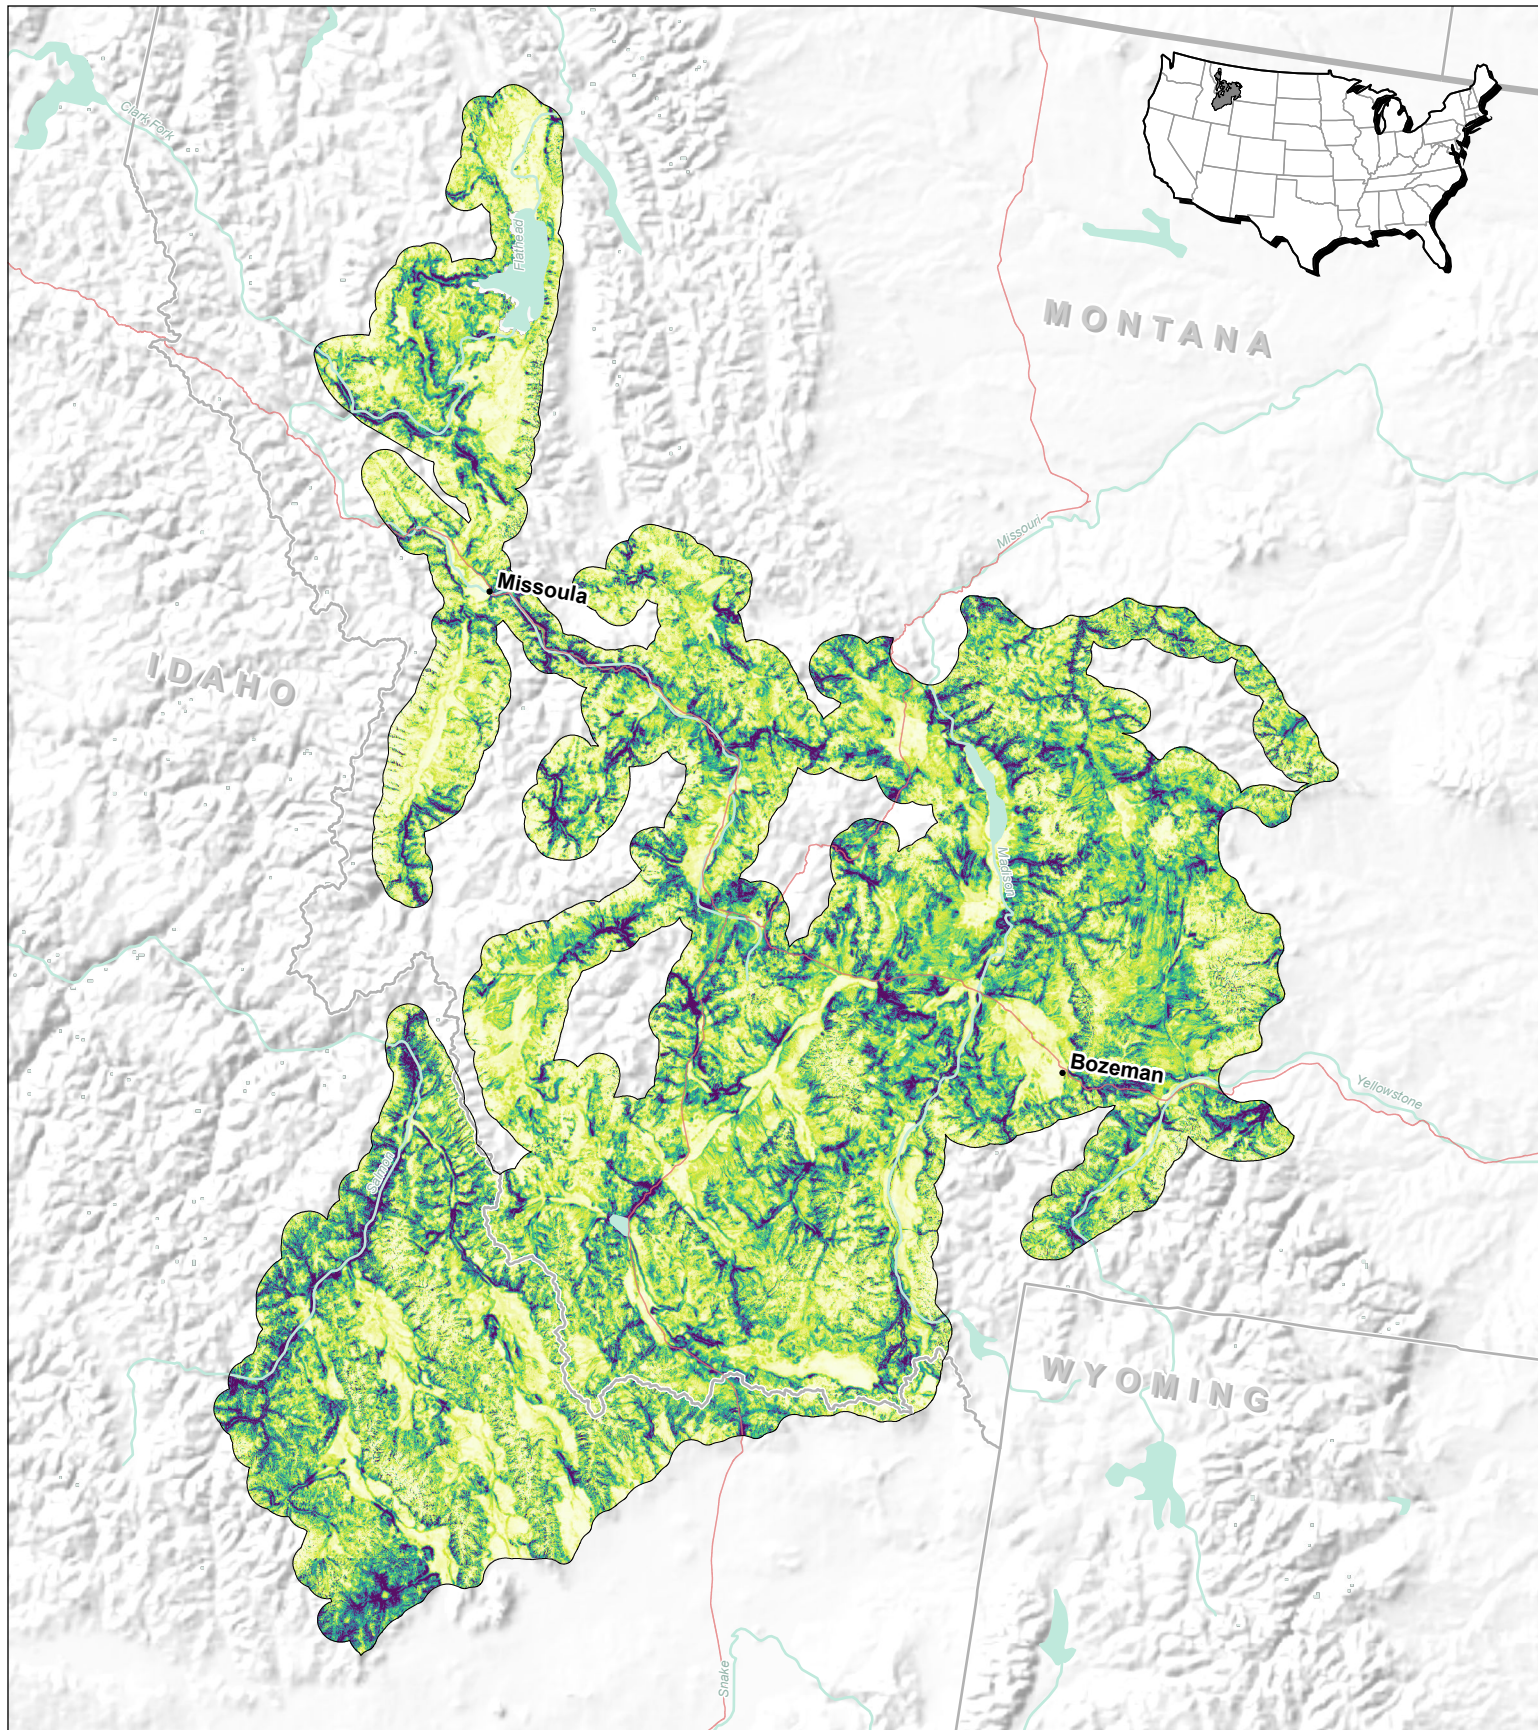 Clark Fork
Flathead
MONTANA
Missouri
Missoula
IDAHO
Madison
Bozeman
Yellowstone
Salmon
WYOMING
Snake